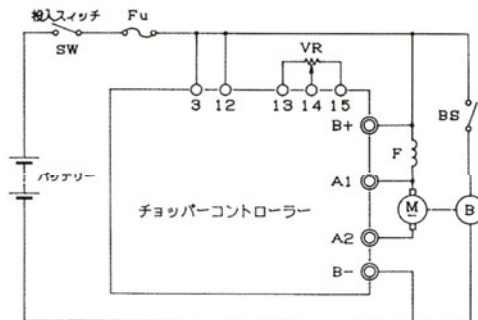 投入スイッチ
SW
Fu
VR
3 12 13 14 15
B+
BS
F
A1
バッテリー
チョッパーコントローラー
M
B
A2
B-